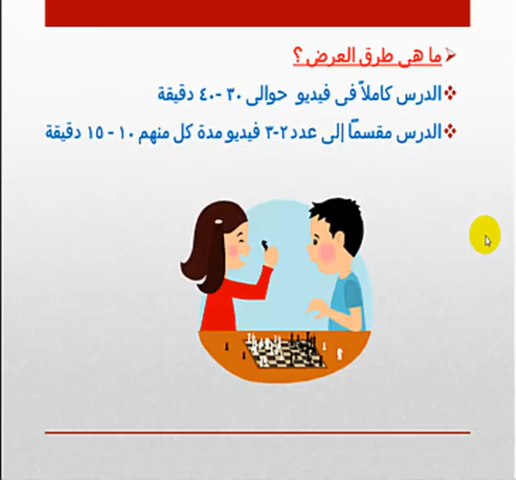 ما هى طرق العرض ؟
الدرس كاملاً فى فيديو حوالى ٣٠ -٤٠ دقيقة
الدرس مقسمًا إلى عدد ٢-٣ فيديو مدة كل منهم ١٠ - ١٥ دقيقة